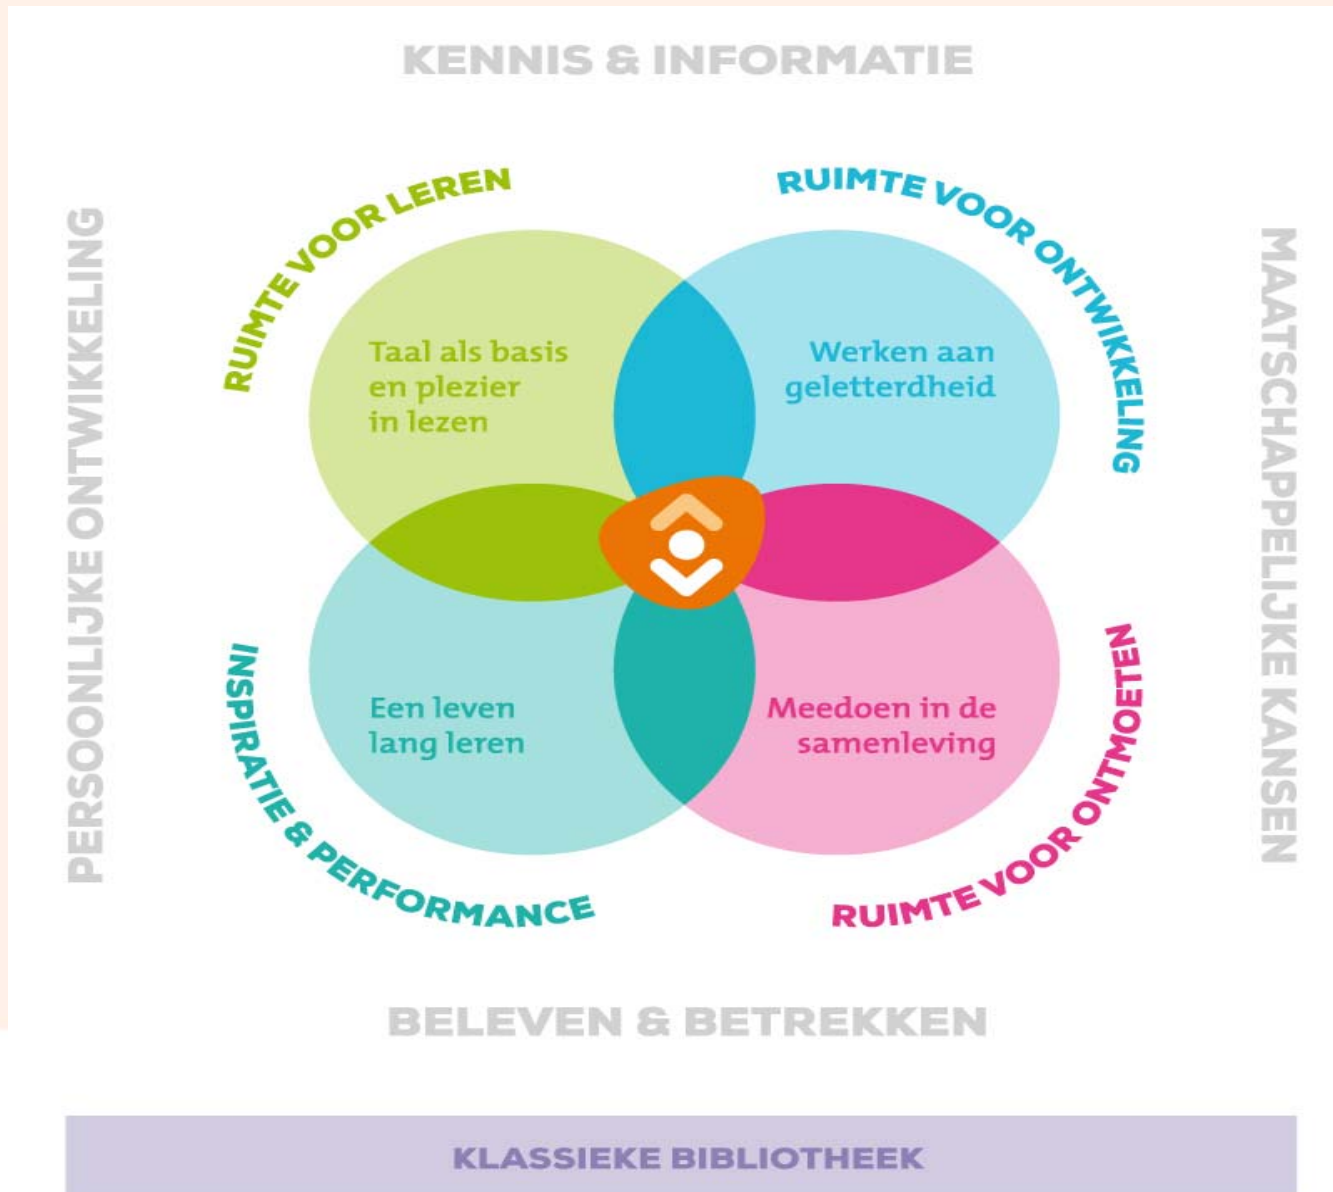 KENNIS & INFORMATIE
RUIMTE VOOR LEREN
RUIMTE VOOR ONTWIKKELING
PERSOONLIJKE ONTWIKKELING
MAATSCHAPPELIJKE KANSEN
Taal als basis
en plezier
in lezen
Werken aan
geletterdheid
Een leven
lang leren
Meedoen in de
samenleving
INSPIRATIE & PERFORMANCE
RUIMTE VOOR ONTMOETEN
BELEVEN & BETREKKEN
KLASSIEKE BIBLIOTHEEK